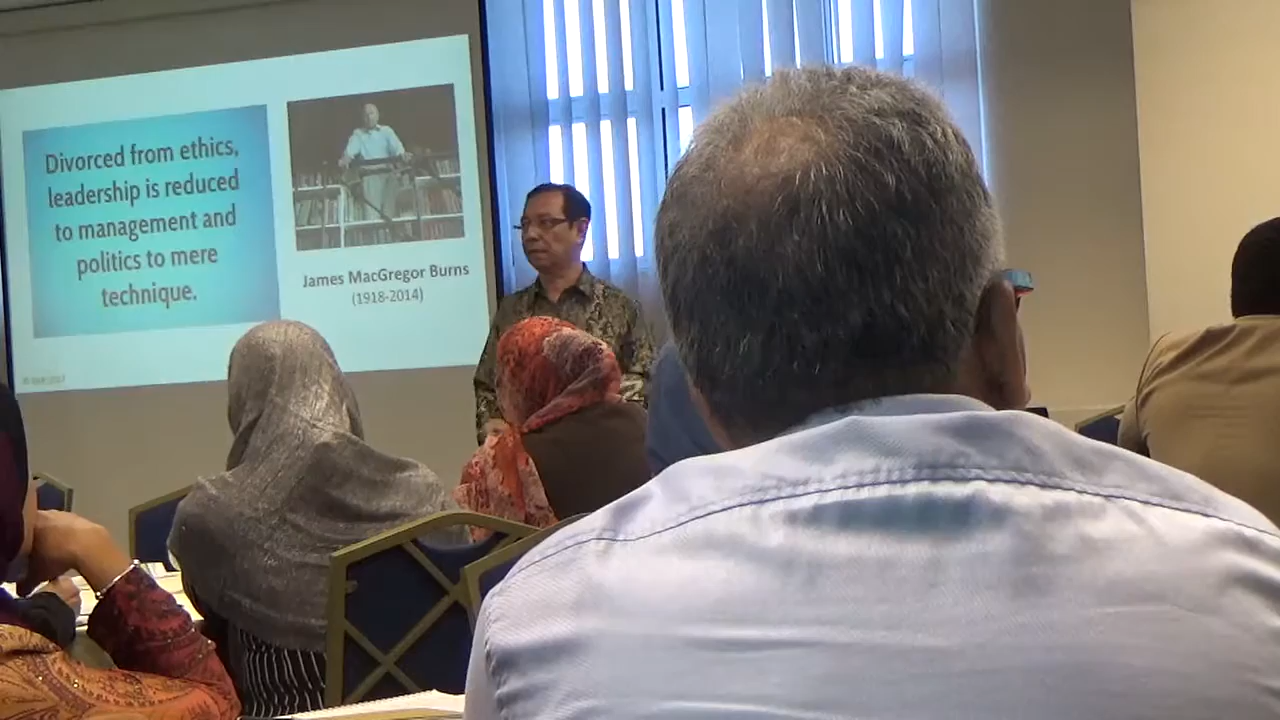 Divorced from ethics,
leadership is reduced
to management and
politics to mere
technique.
James MacGregor Burns
(1918-2014)